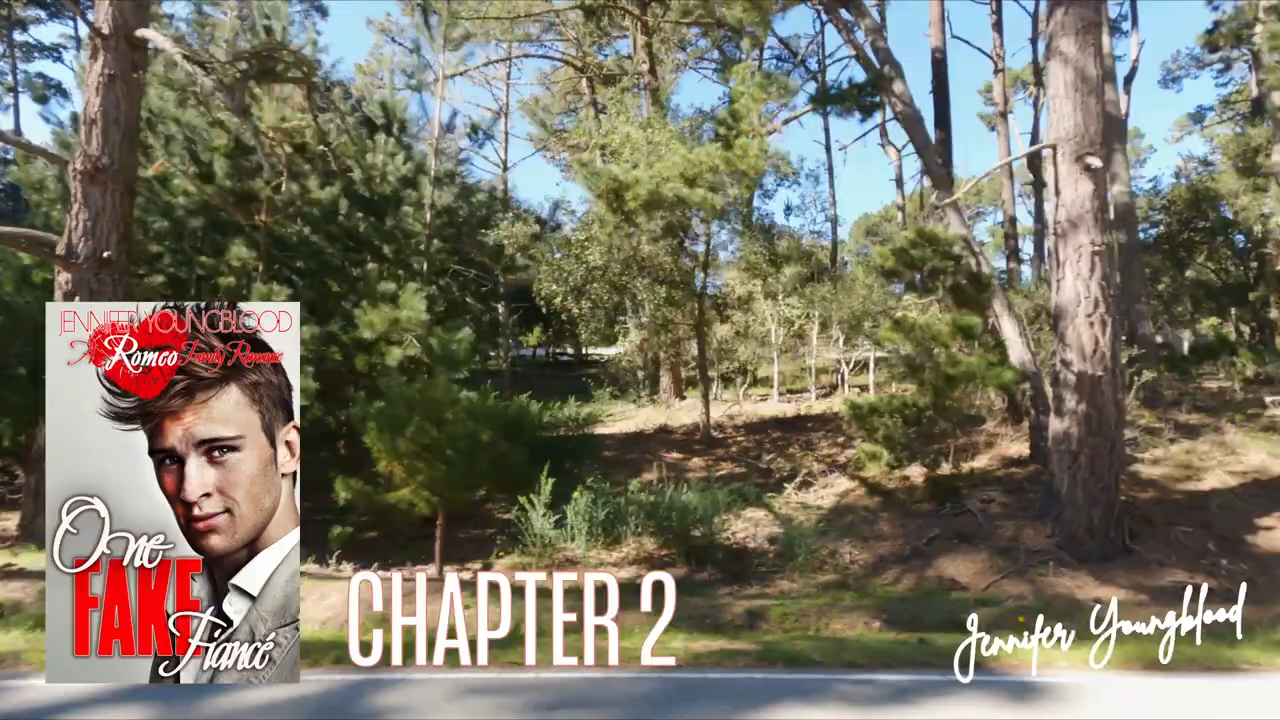 JENNIFER YOUNGBLOOD
A Romeo Family Romance
One
FAKE
Fiancé
CHAPTER 2
Jennifer Youngblood